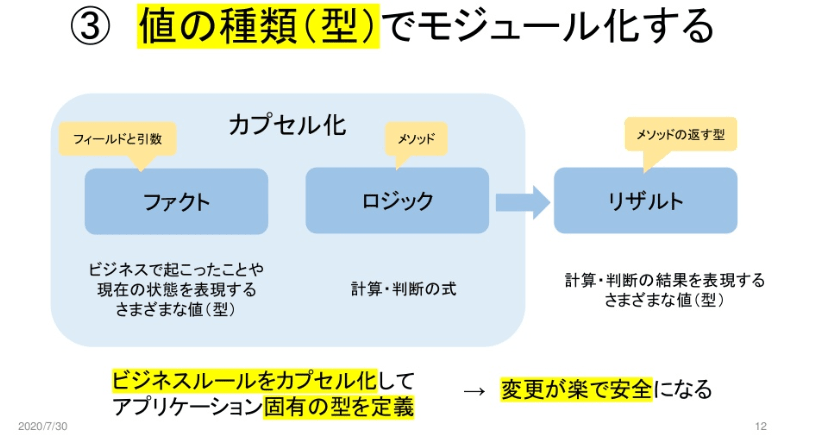 ③ 値の種類（型）でモジュール化する
カプセル化
フィールドと引数
メソッド
メソッドの返す型
ファクト
ロジック
リザルト
ビジネスで起こったことや
現在の状態を表現する
さまざまな値（型）
計算・判断の式
計算・判断の結果を表現する
さまざまな値（型）
ビジネスルールをカプセル化して
アプリケーション固有の型を定義
→ 変更が楽で安全になる
2020/7/30
12